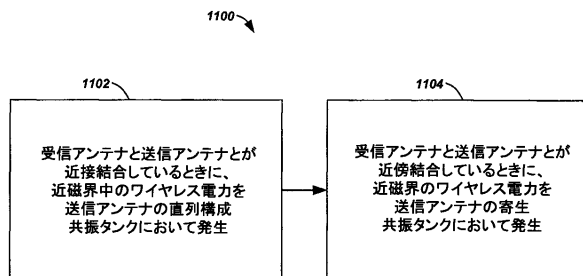 1100
1102
1104
受信アンテナと送信アンテナとが
近接結合しているときに、
近磁界中のワイヤレス電力を
送信アンテナの直列構成
共振タンクにおいて発生
受信アンテナと送信アンテナとが
近傍結合しているときに、
近磁界のワイヤレス電力を
送信アンテナの寄生
共振タンクにおいて発生